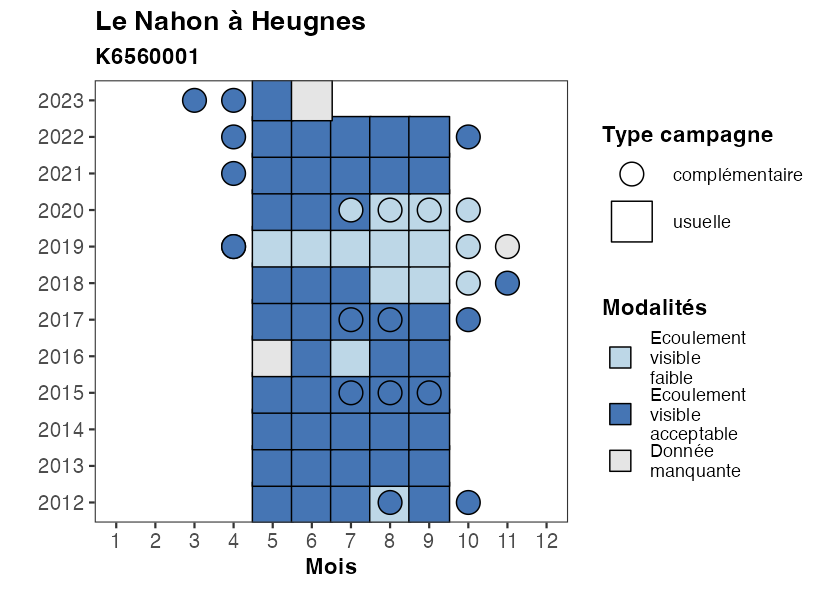 Le Nahon à Heugnes
K6560001
2023
2022
2021
2020
2019
2018
2017
2016
2015
2014
2013
2012
1 2 3 4 5 6 7 8 9 10 11 12
Mois
Type campagne
complémentaire
usuelle
Modalités
Ecoulement
visible
faible
Ecoulement
visible
acceptable
Donnée
manquante